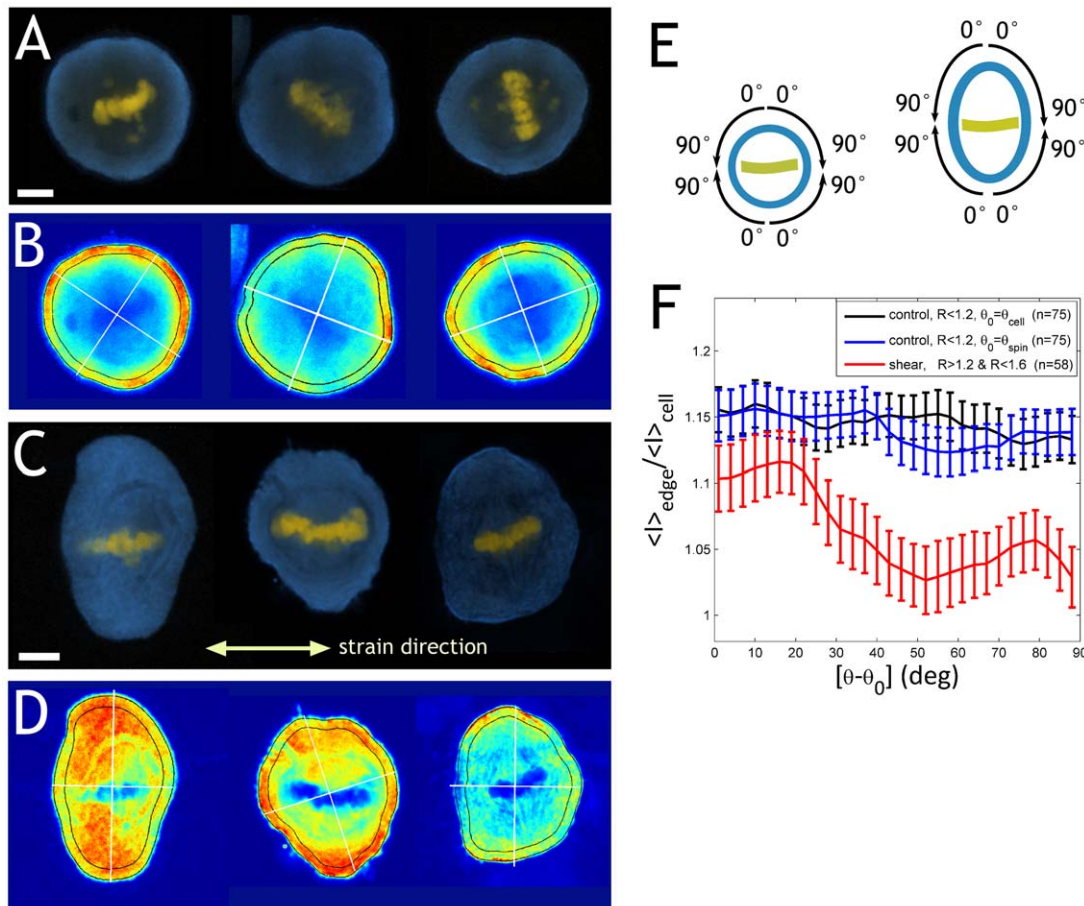 A
B
C
strain direction
D
E
0° 0°
90° 90°
90° 90°
0° 0°
0° 0°
90° 90°
90° 90°
0° 0°
F
control, R<1.2, θ0=θcell (n=75)
control, R<1.2, θ0=θspin (n=75)
shear, R>1.2 & R<1.6 (n=58)
<I>edge/<I>cell
1.2
1.15
1.1
1.05
1
0 10 20 30 40 50 60 70 80 90
[θ-θ0] (deg)